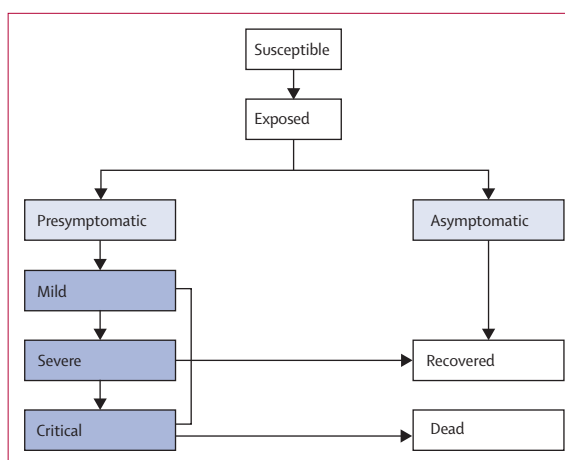 Susceptible
Exposed
Presymptomatic
Asymptomatic
Mild
Severe
Recovered
Critical
Dead